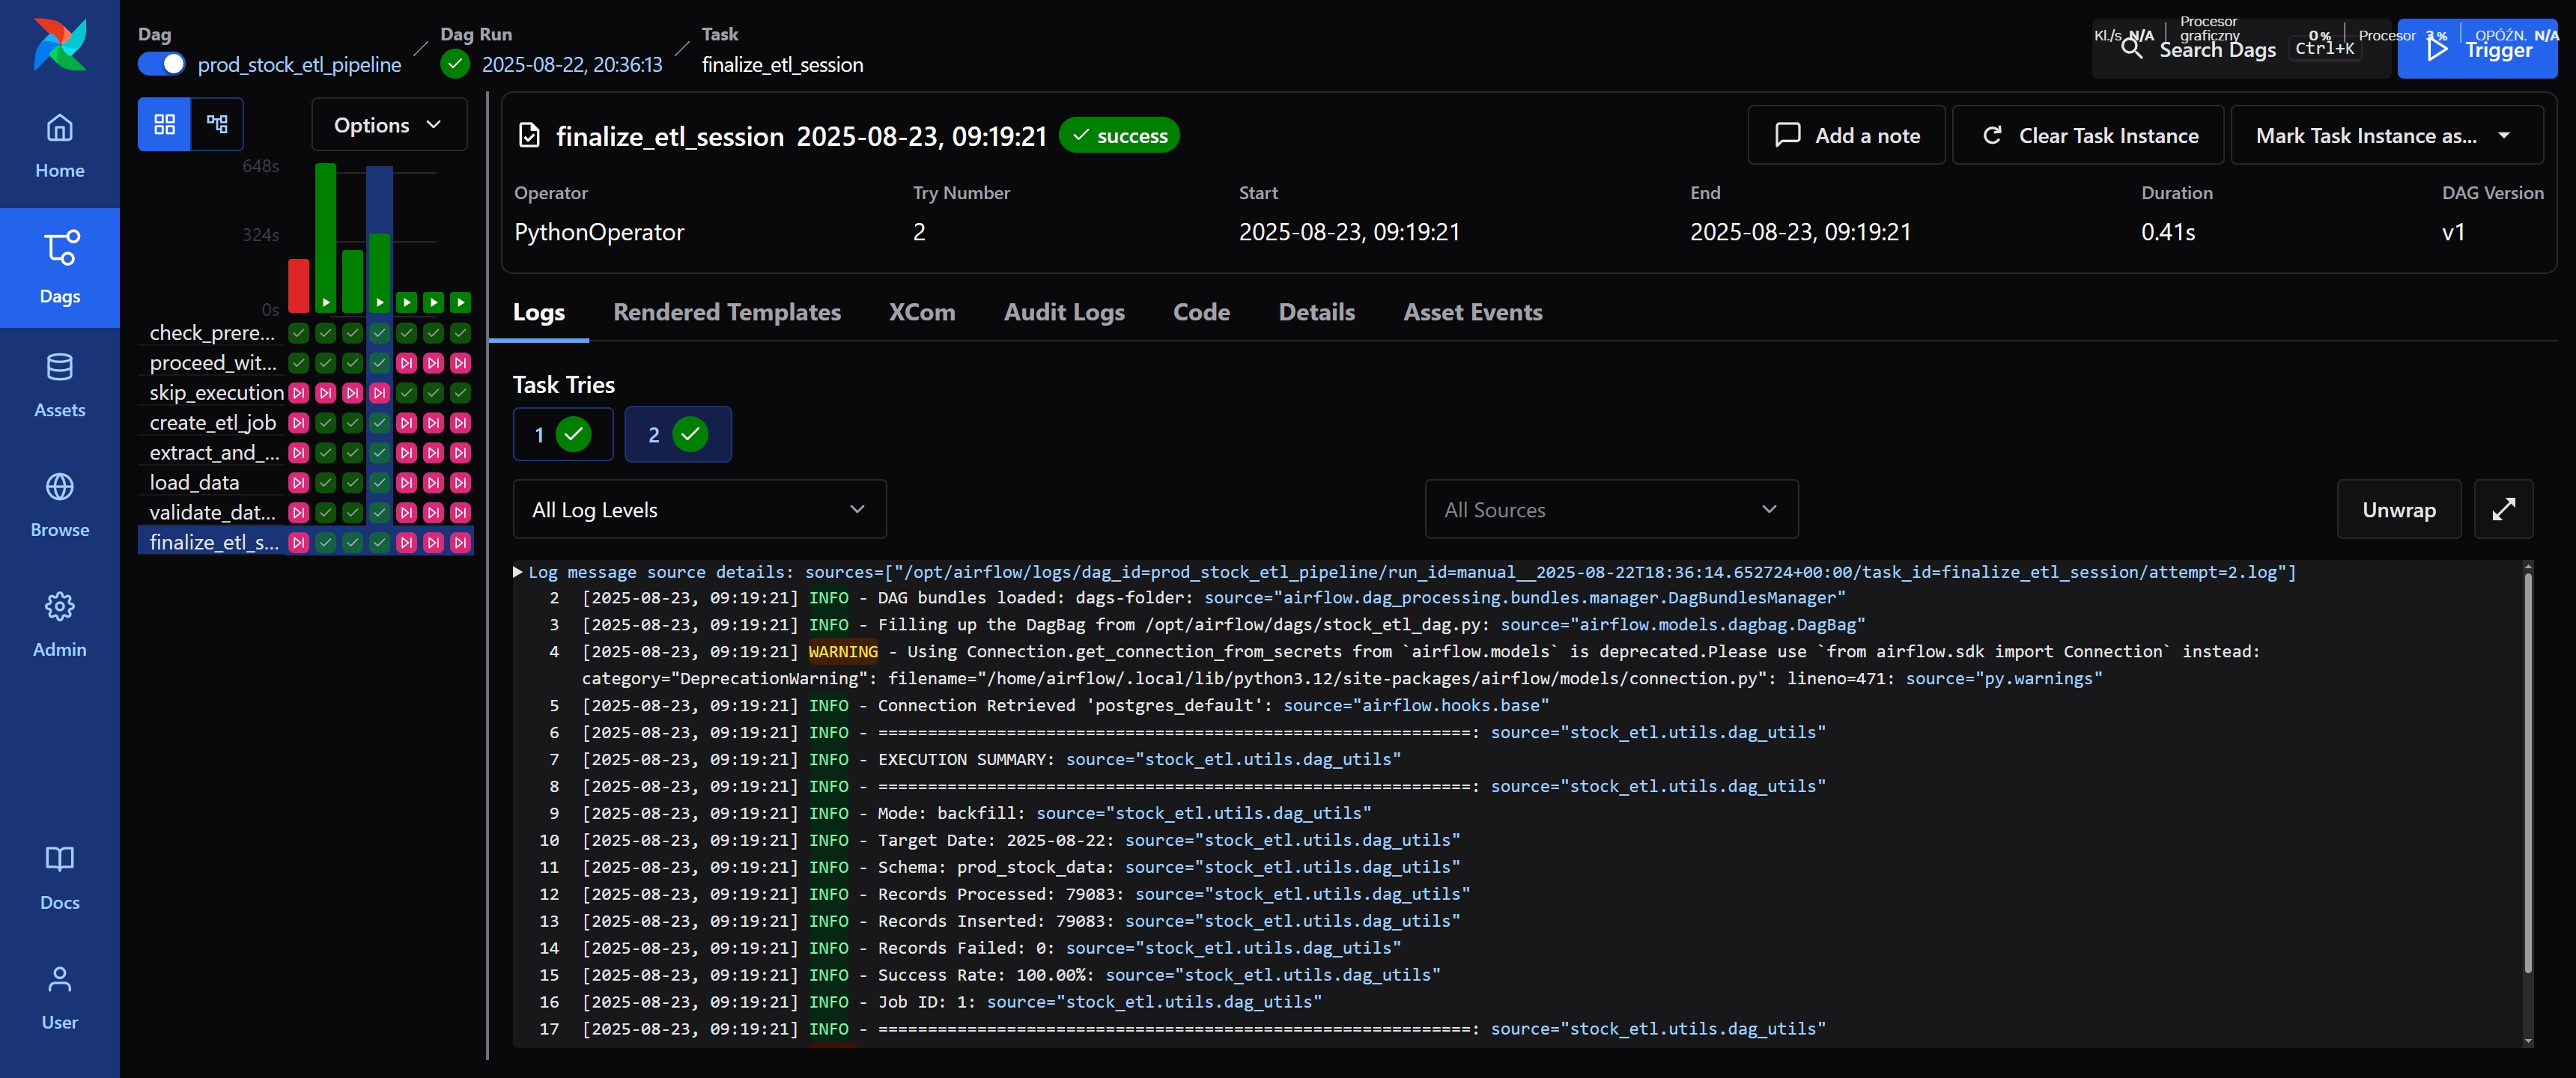 Dag
prod_stock_etl_pipeline
Dag Run
2025-08-22, 20:36:13
Task
finalize_etl_session
Kl./s N/A
Procesor graficzny 0%
Procesor 3%
OPÓŹN. N/A
Search Dags Ctrl+K
Trigger
Home
Dags
Assets
Browse
Admin
Docs
User
Options
648s
324s
0s
check_prere...
proceed_wit...
skip_execution
create_etl_job
extract_and_...
load_data
validate_dat...
finalize_etl_s...
finalize_etl_session 2025-08-23, 09:19:21 success
Add a note
Clear Task Instance
Mark Task Instance as...
Operator Try Number Start End Duration DAG Version
PythonOperator 2 2025-08-23, 09:19:21 2025-08-23, 09:19:21 0.41s v1
Logs Rendered Templates XCom Audit Logs Code Details Asset Events
Task Tries
1 2
All Log Levels
All Sources
Unwrap
Log message source details: sources=["/opt/airflow/logs/dag_id=prod_stock_etl_pipeline/run_id=manual__2025-08-22T18:36:14.652724+00:00/task_id=finalize_etl_session/attempt=2.log"]
2 [2025-08-23, 09:19:21] INFO - DAG bundles loaded: dags-folder: source="airflow.dag_processing.bundles.manager.DagBundlesManager"
3 [2025-08-23, 09:19:21] INFO - Filling up the DagBag from /opt/airflow/dags/stock_etl_dag.py: source="airflow.models.dagbag.DagBag"
4 [2025-08-23, 09:19:21] WARNING - Using Connection.get_connection_from_secrets from `airflow.models` is deprecated.Please use `from airflow.sdk import Connection` instead:
category="DeprecationWarning": filename="/home/airflow/.local/lib/python3.12/site-packages/airflow/models/connection.py": lineno=471: source="py.warnings"
5 [2025-08-23, 09:19:21] INFO - Connection Retrieved 'postgres_default': source="airflow.hooks.base"
6 [2025-08-23, 09:19:21] INFO - ============================================================: source="stock_etl.utils.dag_utils"
7 [2025-08-23, 09:19:21] INFO - EXECUTION SUMMARY: source="stock_etl.utils.dag_utils"
8 [2025-08-23, 09:19:21] INFO - ============================================================: source="stock_etl.utils.dag_utils"
9 [2025-08-23, 09:19:21] INFO - Mode: backfill: source="stock_etl.utils.dag_utils"
10 [2025-08-23, 09:19:21] INFO - Target Date: 2025-08-22: source="stock_etl.utils.dag_utils"
11 [2025-08-23, 09:19:21] INFO - Schema: prod_stock_data: source="stock_etl.utils.dag_utils"
12 [2025-08-23, 09:19:21] INFO - Records Processed: 79083: source="stock_etl.utils.dag_utils"
13 [2025-08-23, 09:19:21] INFO - Records Inserted: 79083: source="stock_etl.utils.dag_utils"
14 [2025-08-23, 09:19:21] INFO - Records Failed: 0: source="stock_etl.utils.dag_utils"
15 [2025-08-23, 09:19:21] INFO - Success Rate: 100.00%: source="stock_etl.utils.dag_utils"
16 [2025-08-23, 09:19:21] INFO - Job ID: 1: source="stock_etl.utils.dag_utils"
17 [2025-08-23, 09:19:21] INFO - ============================================================: source="stock_etl.utils.dag_utils"